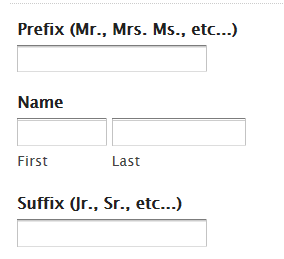 Prefix (Mr., Mrs. Ms., etc...)
Name
First Last
Suffix (Jr., Sr., etc...)